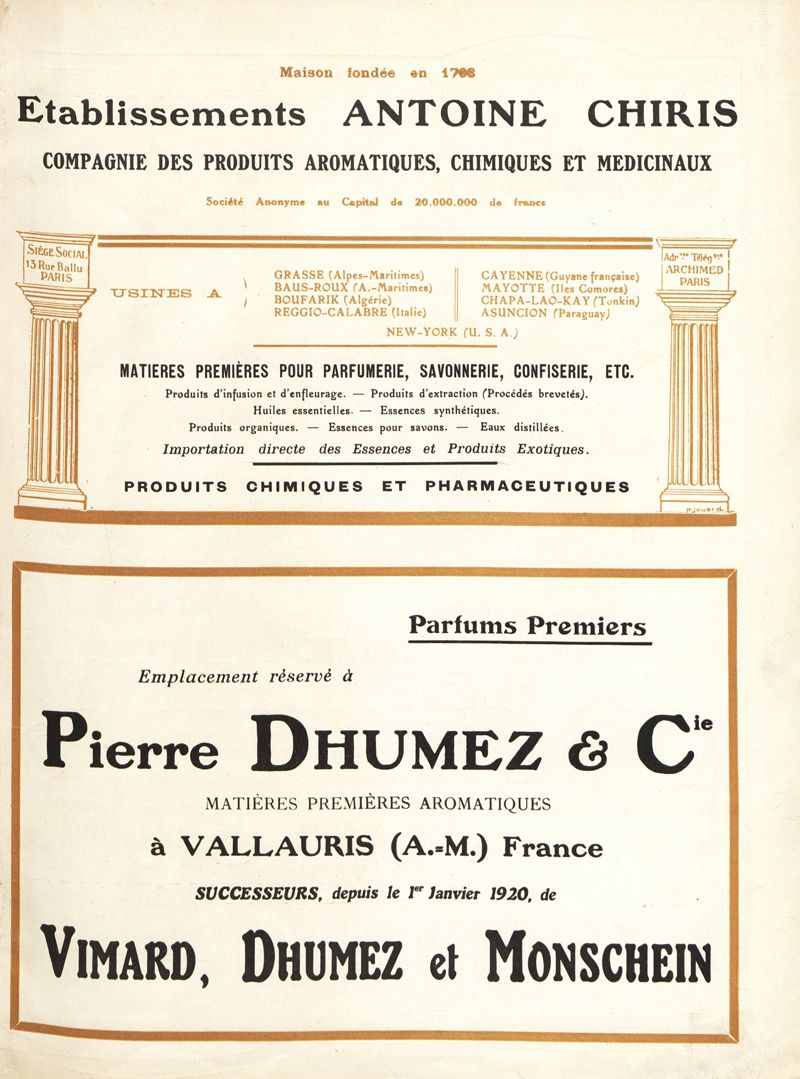 Maison fondée en 1768
Etablissements ANTOINE CHIRIS
COMPAGNIE DES PRODUITS AROMATIQUES, CHIMIQUES ET MEDICINAUX
Société Anonyme au Capital de 20.000.000 de francs
SIÈGE SOCIAL
13 Rue Ballu
PARIS
Adrsse Télégque
ARCHIMED
PARIS
USINES A
GRASSE (Alpes-Maritimes)
BAUS-ROUX (A.-Maritimes)
BOUFARIK (Algérie)
REGGIO-CALABRE (Italie)
CAYENNE (Guyane française)
MAYOTTE (Iles Comores)
CHAPA-LAO-KAY (Tonkin)
ASUNCION (Paraguay)
NEW-YORK (U. S. A.)
MATIERES PREMIÈRES POUR PARFUMERIE, SAVONNERIE, CONFISERIE, ETC.
Produits d'infusion et d'enfleurage. — Produits d'extraction (Procédés brevetés).
Huiles essentielles. — Essences synthétiques.
Produits organiques. — Essences pour savons. — Eaux distillées.
Importation directe des Essences et Produits Exotiques.
PRODUITS CHIMIQUES ET PHARMACEUTIQUES
Parfums Premiers
Emplacement réservé à
Pierre DHUMEZ & Cie
MATIÈRES PREMIÈRES AROMATIQUES
à VALLAURIS (A.-M.) France
SUCCESSEURS, depuis le 1er Janvier 1920, de
VIMARD, DHUMEZ et MONSCHEIN